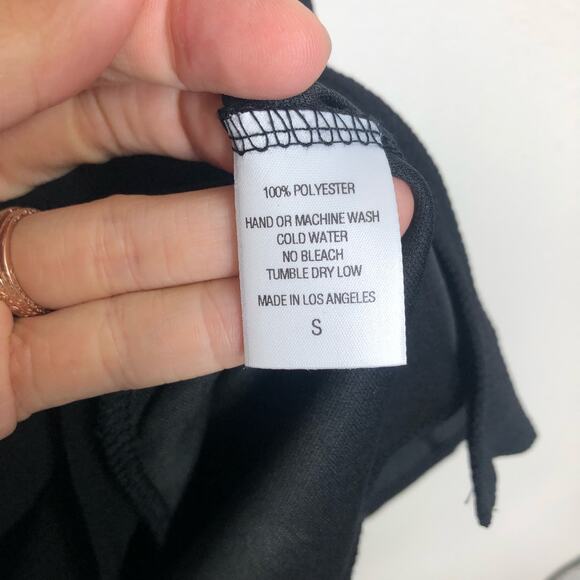 100% POLYESTER
HAND OR MACHINE WASH
COLD WATER
NO BLEACH
TUMBLE DRY LOW
MADE IN LOS ANGELES
S